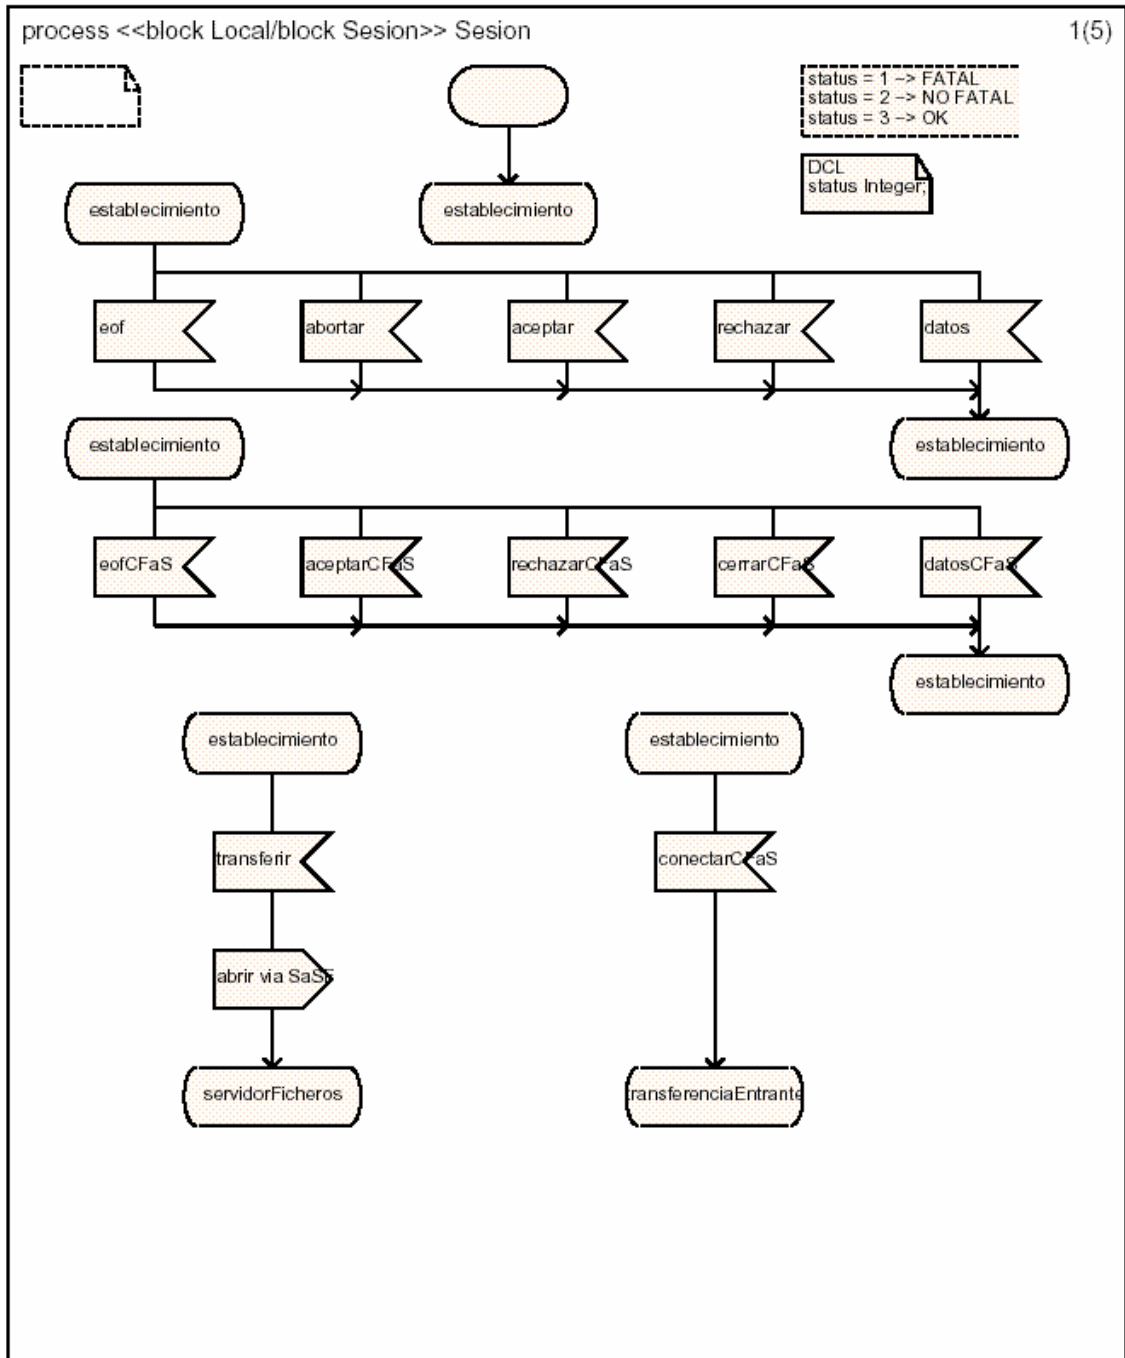 process <<block Local/block Sesion>> Sesion
1(5)
status = 1 -> FATAL
status = 2 -> NO FATAL
status = 3 -> OK
DCL
status Integer;
establecimiento
establecimiento
eof
abortar
aceptar
rechazar
datos
establecimiento
establecimiento
eofCFaS
aceptarCFaS
rechazarCFaS
cerrarCFaS
datosCFaS
establecimiento
establecimiento
establecimiento
transferir
conectarCFaS
abrir via SaSF
servidorFicheros
transferenciaEntrante